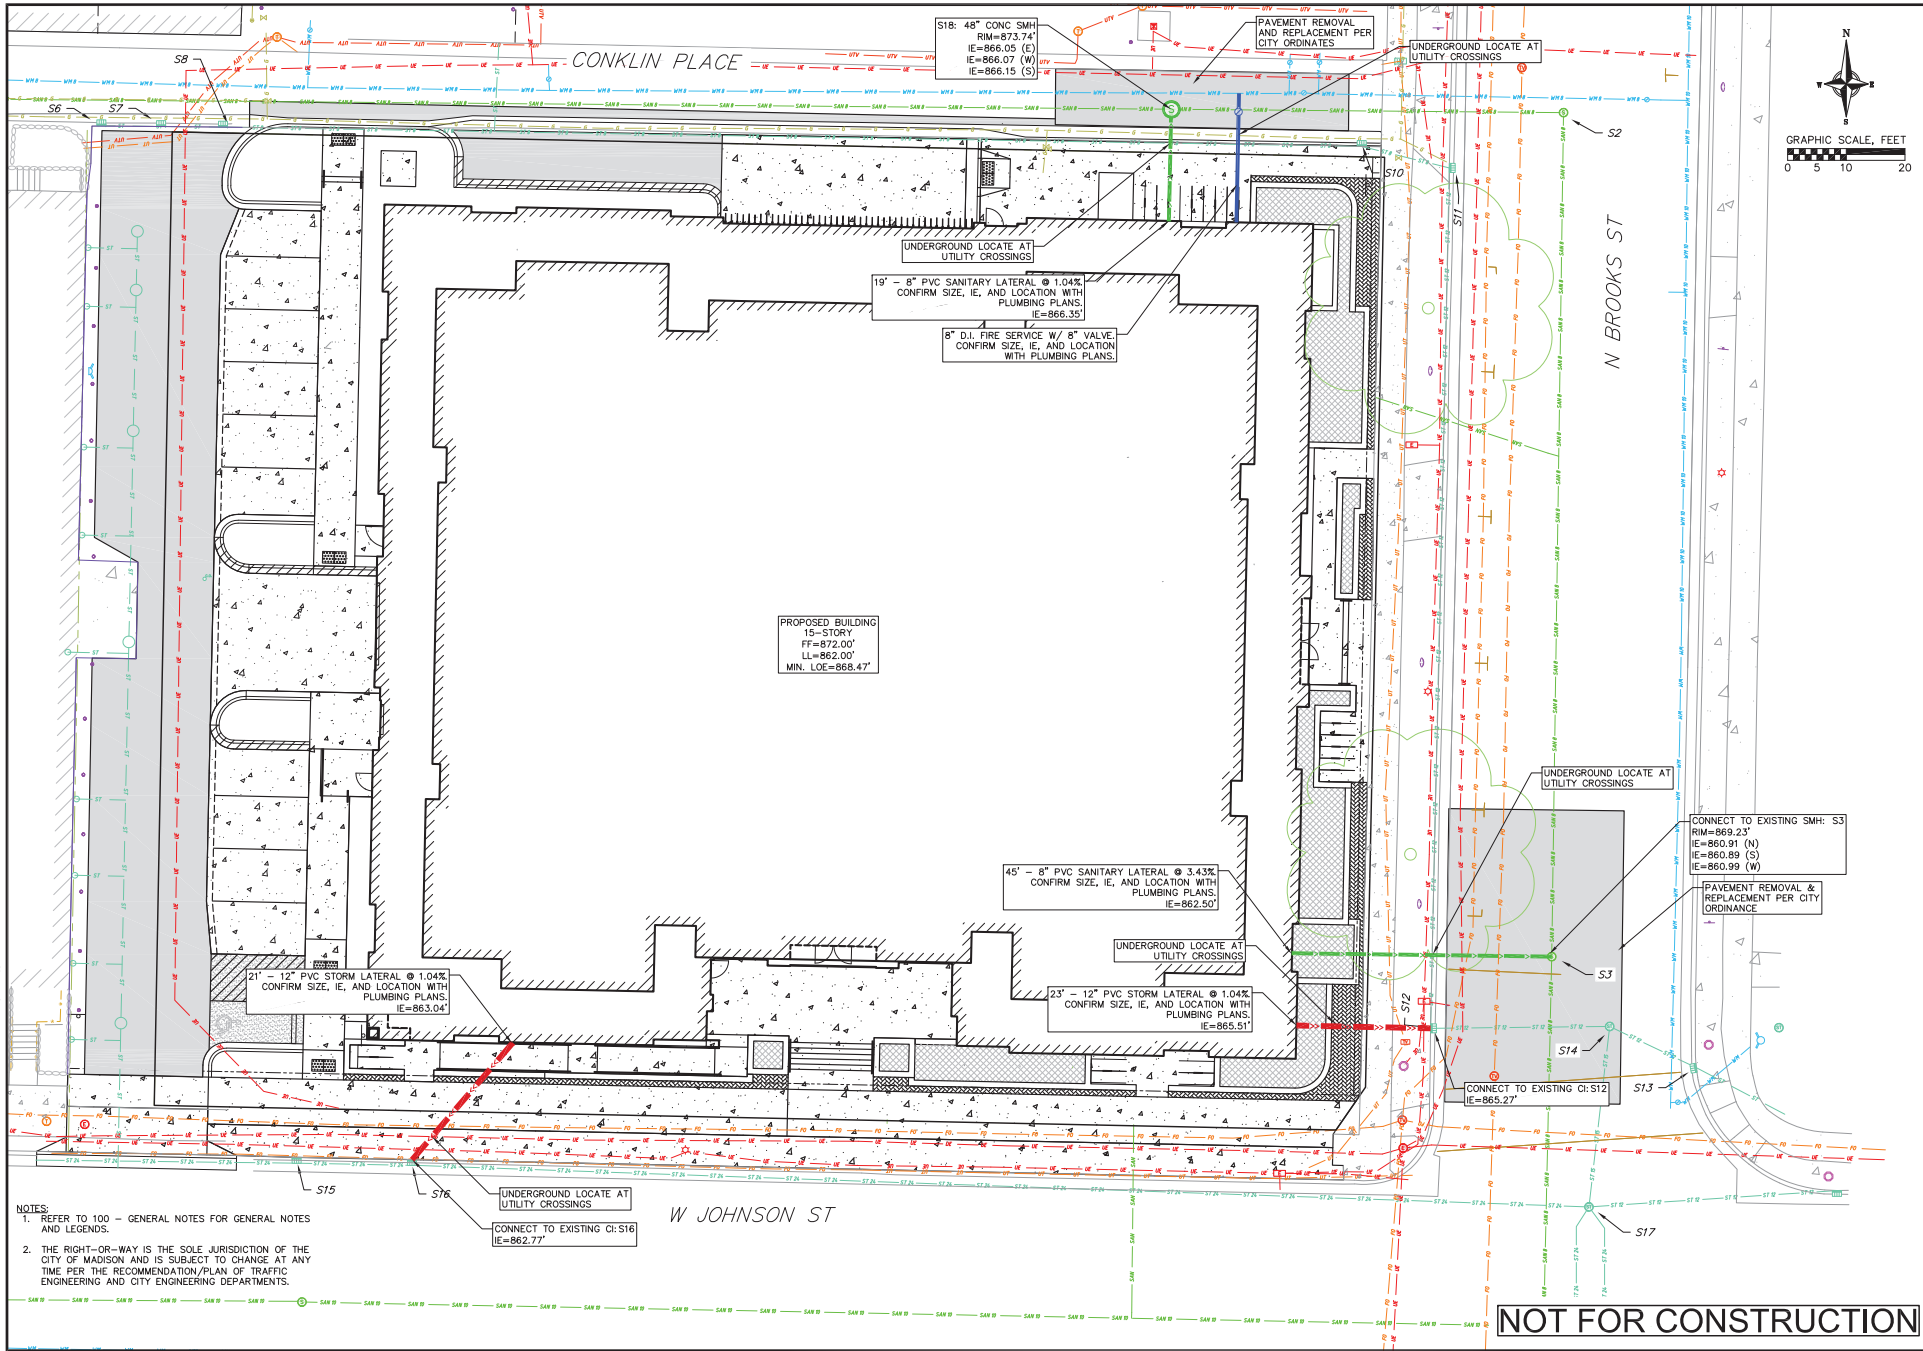 S18: 48" CONC SMH
RIM=873.74'
IE=866.05 (E)
IE=866.07 (W)
IE=866.15 (S)
PAVEMENT REMOVAL
AND REPLACEMENT PER
CITY ORDINATES
UNDERGROUND LOCATE AT
UTILITY CROSSINGS
CONKLIN PLACE
S8
S6
S7
S2
N
W
E
S
GRAPHIC SCALE, FEET
0 5 10 20
S10
S11
N BROOKS ST
UNDERGROUND LOCATE AT
UTILITY CROSSINGS
19' - 8" PVC SANITARY LATERAL @ 1.04%.
CONFIRM SIZE, IE, AND LOCATION WITH
PLUMBING PLANS.
IE=866.35'
8" D.I. FIRE SERVICE W/ 8" VALVE.
CONFIRM SIZE, IE, AND LOCATION
WITH PLUMBING PLANS.
PROPOSED BUILDING
15-STORY
FF=872.00'
LL=862.00'
MIN. LOE=868.47'
UNDERGROUND LOCATE AT
UTILITY CROSSINGS
CONNECT TO EXISTING SMH: S3
RIM=869.23'
IE=860.91 (N)
IE=860.89 (S)
IE=860.99 (W)
PAVEMENT REMOVAL &
REPLACEMENT PER CITY
ORDINANCE
45' - 8" PVC SANITARY LATERAL @ 3.43%.
CONFIRM SIZE, IE, AND LOCATION WITH
PLUMBING PLANS.
IE=862.50'
UNDERGROUND LOCATE AT
UTILITY CROSSINGS
S3
21' - 12" PVC STORM LATERAL @ 1.04%.
CONFIRM SIZE, IE, AND LOCATION WITH
PLUMBING PLANS.
IE=863.04'
23' - 12" PVC STORM LATERAL @ 1.04%.
CONFIRM SIZE, IE, AND LOCATION WITH
PLUMBING PLANS.
IE=865.51'
S12
S14
S13
CONNECT TO EXISTING CI:S12
IE=865.27'
S15
S16
UNDERGROUND LOCATE AT
UTILITY CROSSINGS
CONNECT TO EXISTING CI:S16
IE=862.77'
W JOHNSON ST
S17
NOTES:
1. REFER TO 100 - GENERAL NOTES FOR GENERAL NOTES
AND LEGENDS.
2. THE RIGHT-OR-WAY IS THE SOLE JURISDICTION OF THE
CITY OF MADISON AND IS SUBJECT TO CHANGE AT ANY
TIME PER THE RECOMMENDATION/PLAN OF TRAFFIC
ENGINEERING AND CITY ENGINEERING DEPARTMENTS.
NOT FOR CONSTRUCTION